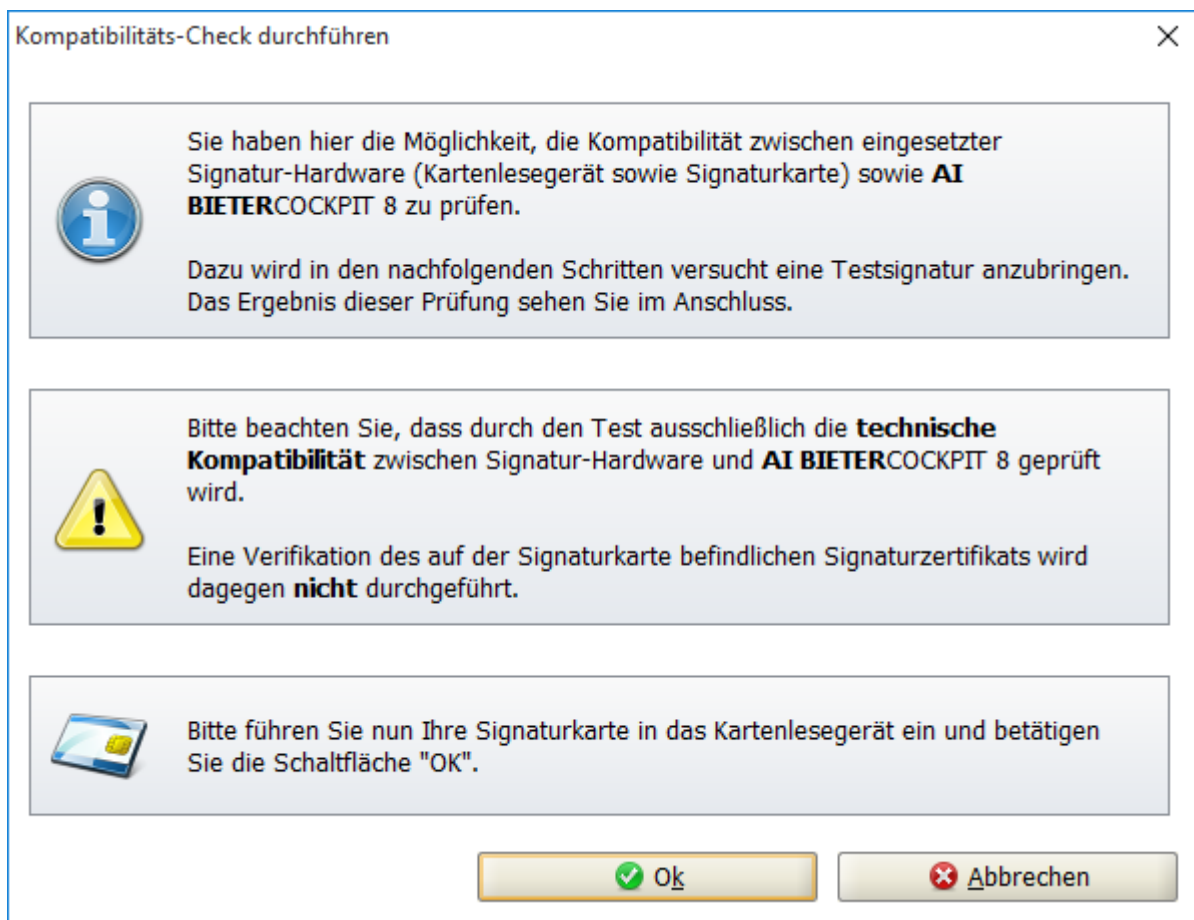 Kompatibilitäts-Check durchführen
Sie haben hier die Möglichkeit, die Kompatibilität zwischen eingesetzter
Signatur-Hardware (Kartenlesegerät sowie Signaturkarte) sowie AI
BIETERCOCKPIT 8 zu prüfen.
Dazu wird in den nachfolgenden Schritten versucht eine Testsignatur anzubringen.
Das Ergebnis dieser Prüfung sehen Sie im Anschluss.
Bitte beachten Sie, dass durch den Test ausschließlich die technische
Kompatibilität zwischen Signatur-Hardware und AI BIETERCOCKPIT 8 geprüft
wird.
Eine Verifikation des auf der Signaturkarte befindlichen Signaturzertifikats wird
dagegen nicht durchgeführt.
Bitte führen Sie nun Ihre Signaturkarte in das Kartenlesegerät ein und betätigen
Sie die Schaltfläche "OK".
Ok
Abbrechen